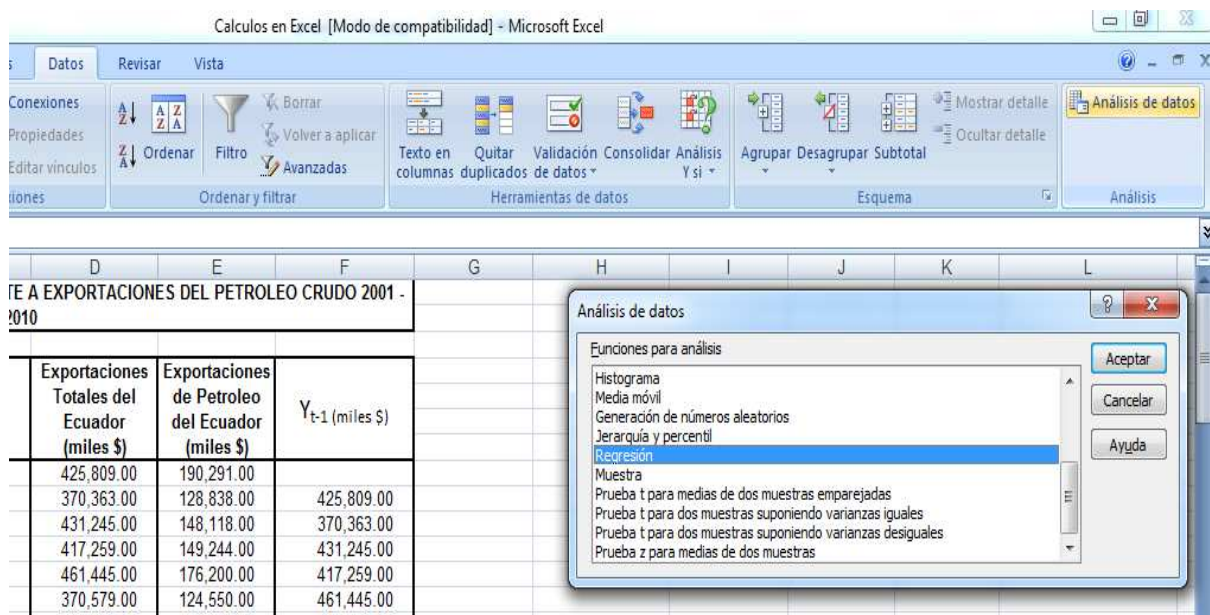 Calculos en Excel [Modo de compatibilidad] - Microsoft Excel
Datos Revisar Vista
Conexiones
Propiedades
Editar vínculos
Ordenar
Filtro
Borrar
Volver a aplicar
Avanzadas
Ordenar y filtrar
Texto en columnas
Quitar duplicados
Validación de datos
Consolidar
Análisis Y si
Herramientas de datos
Agrupar
Desagrupar
Subtotal
Mostrar detalle
Ocultar detalle
Esquema
Análisis de datos
Análisis
D E F G H I J K L
TE A EXPORTACIONES DEL PETROLEO CRUDO 2001 -
2010
Exportaciones Totales del Ecuador (miles $)
Exportaciones de Petroleo del Ecuador (miles $)
Yt-1 (miles $)
425,809.00 190,291.00
370,363.00 128,838.00 425,809.00
431,245.00 148,118.00 370,363.00
417,259.00 149,244.00 431,245.00
461,445.00 176,200.00 417,259.00
370,579.00 124,550.00 461,445.00
Análisis de datos
Funciones para análisis
Histograma
Media móvil
Generación de números aleatorios
Jerarquía y percentil
Regresión
Muestra
Prueba t para medias de dos muestras emparejadas
Prueba t para dos muestras suponiendo varianzas iguales
Prueba t para dos muestras suponiendo varianzas desiguales
Prueba z para medias de dos muestras
Aceptar
Cancelar
Ayuda